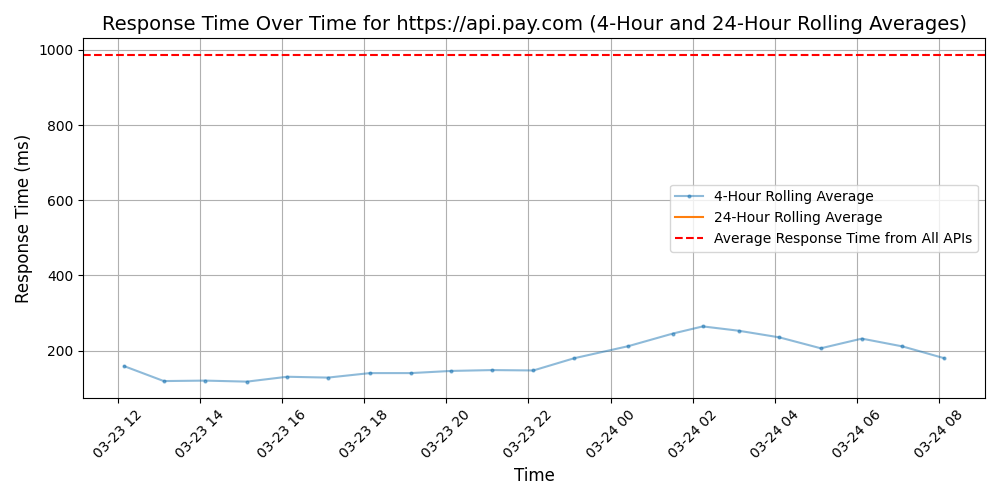 Response Time Over Time for https://api.pay.com (4-Hour and 24-Hour Rolling Averages)
Response Time (ms)
1000
800
600
400
200
4-Hour Rolling Average
24-Hour Rolling Average
Average Response Time from All APIs
03-23 12
03-23 14
03-23 16
03-23 18
03-23 20
03-23 22
03-24 00
03-24 02
03-24 04
03-24 06
03-24 08
Time